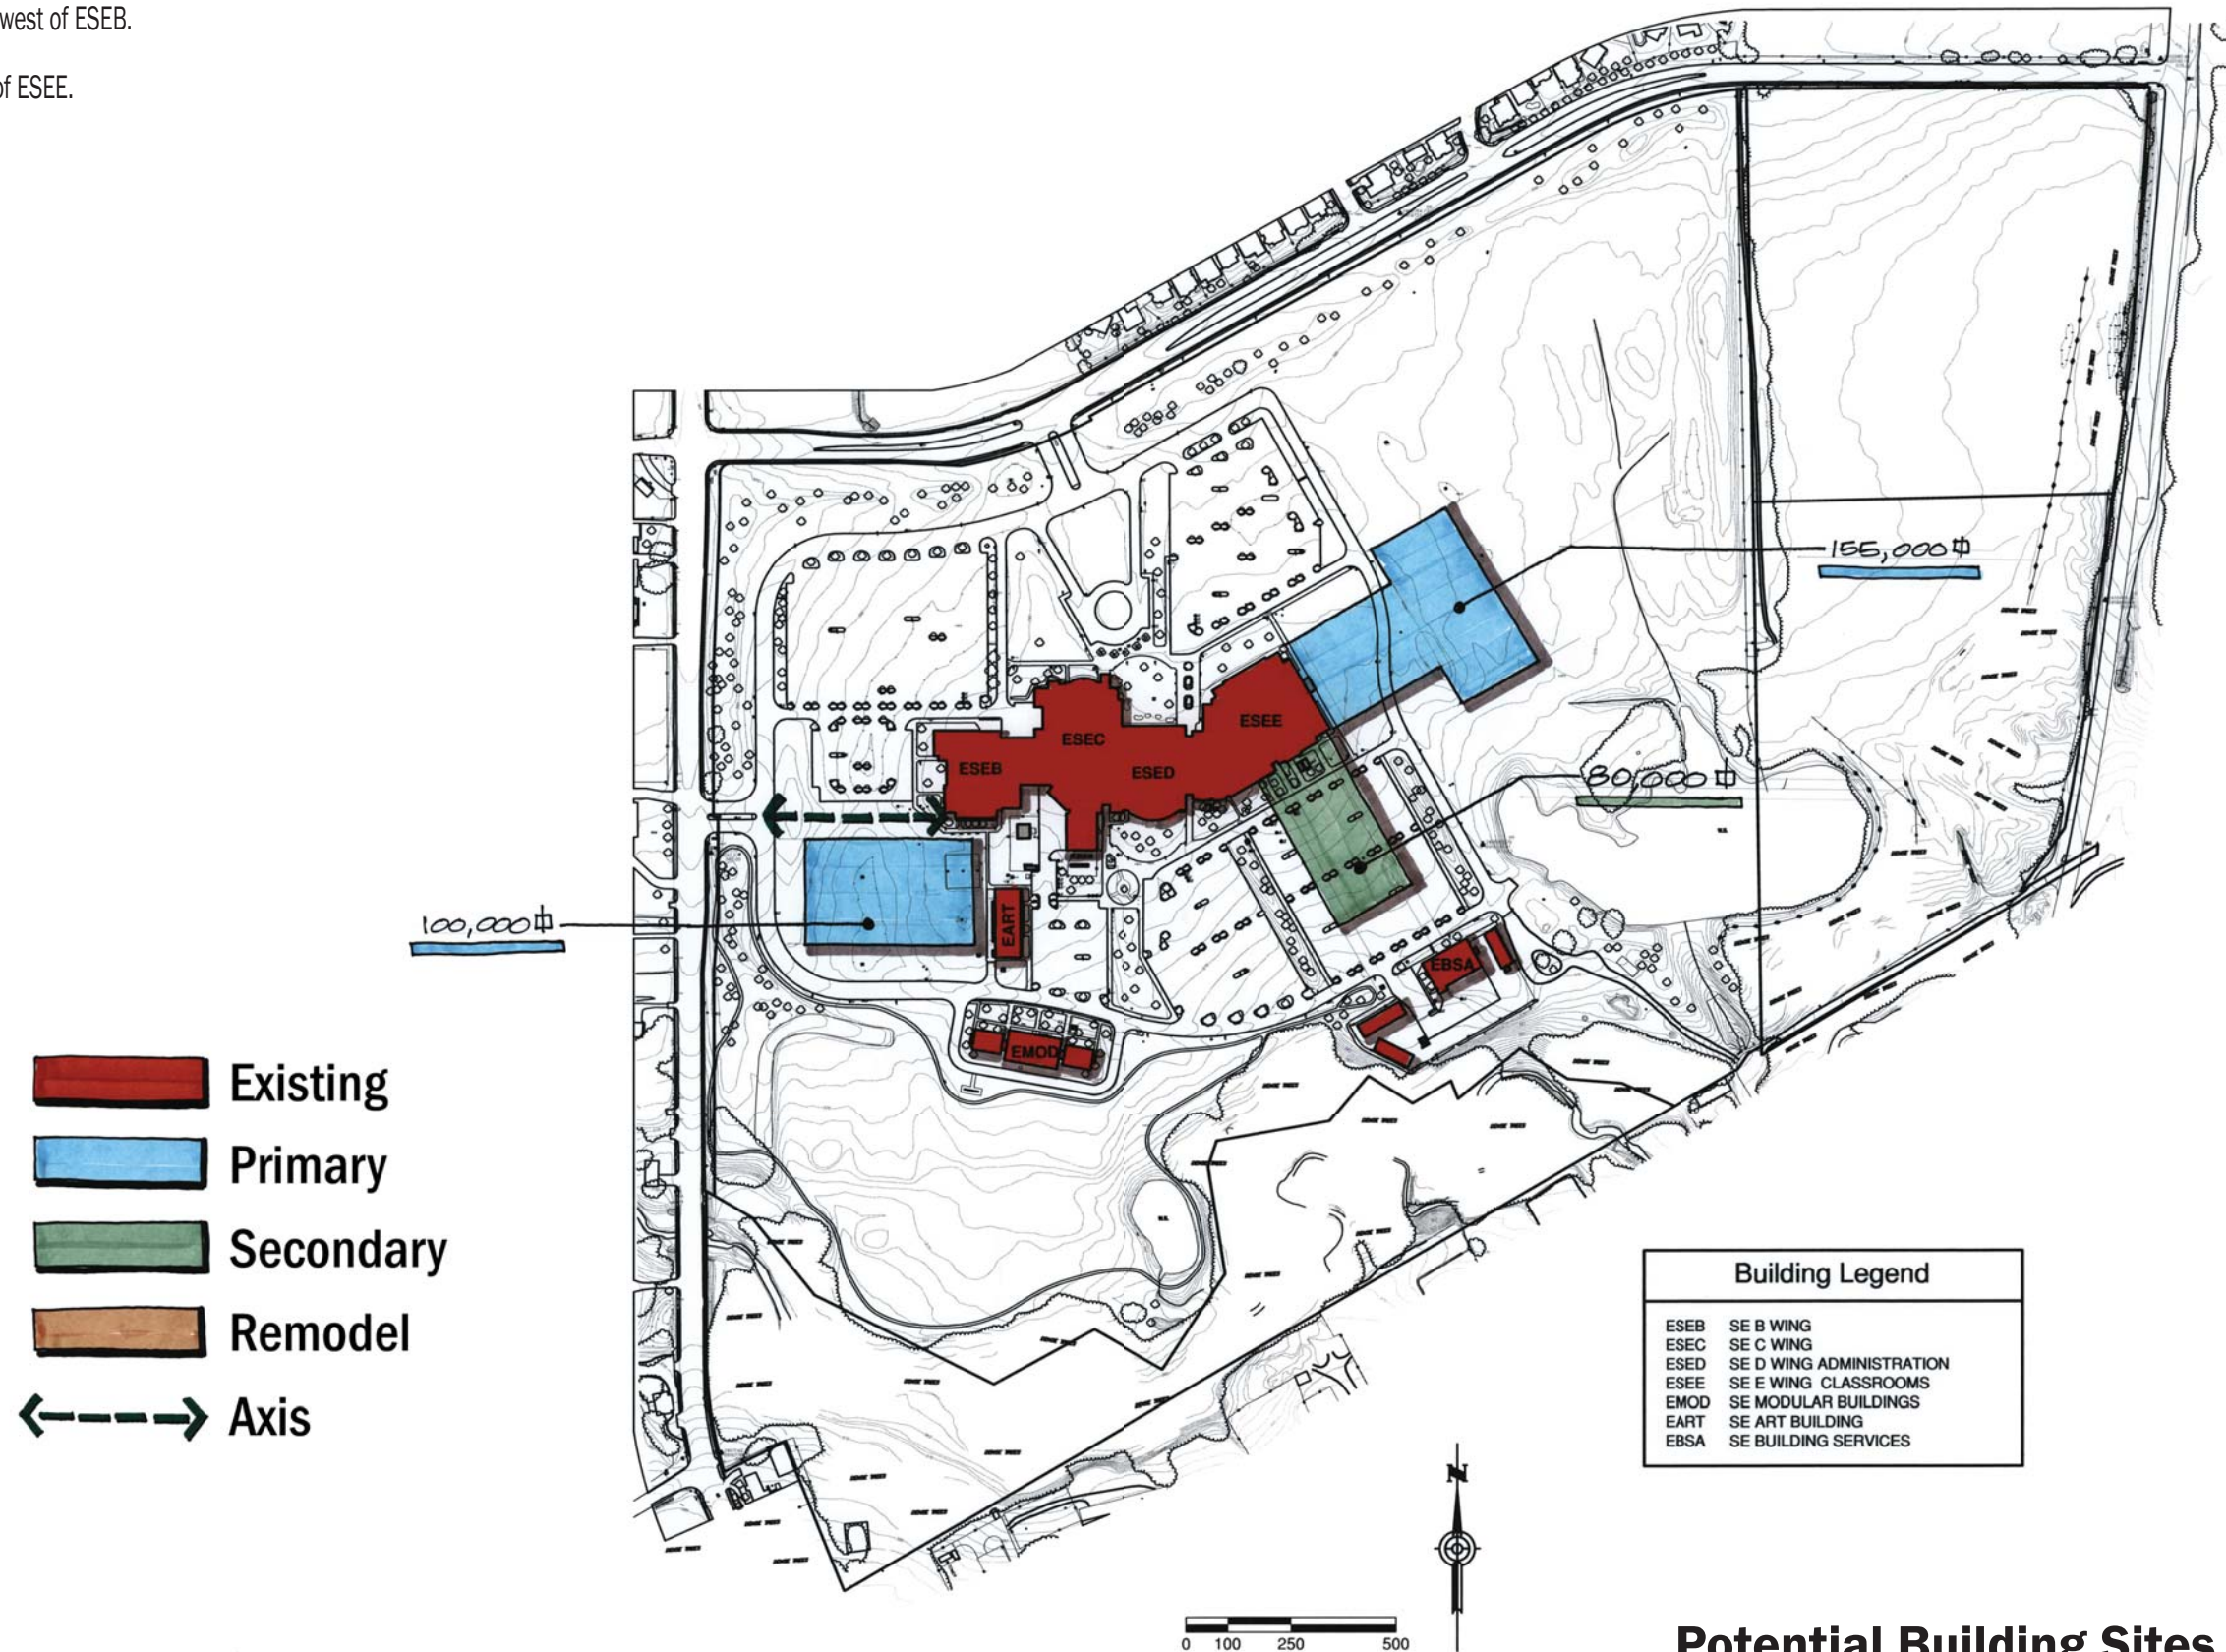 west of ESEB.
of ESEE.
155,000
80,000
100,000
ESEE
ESEC
ESEB
ESED
EART
EBSA
EMOD
Existing
Primary
Secondary
Remodel
Axis
Building Legend
ESEB SE B WING
ESEC SE C WING
ESED SE D WING ADMINISTRATION
ESEE SE E WING CLASSROOMS
EMOD SE MODULAR BUILDINGS
EART SE ART BUILDING
EBSA SE BUILDING SERVICES
N
0 100 250 500
Potential Building Sites